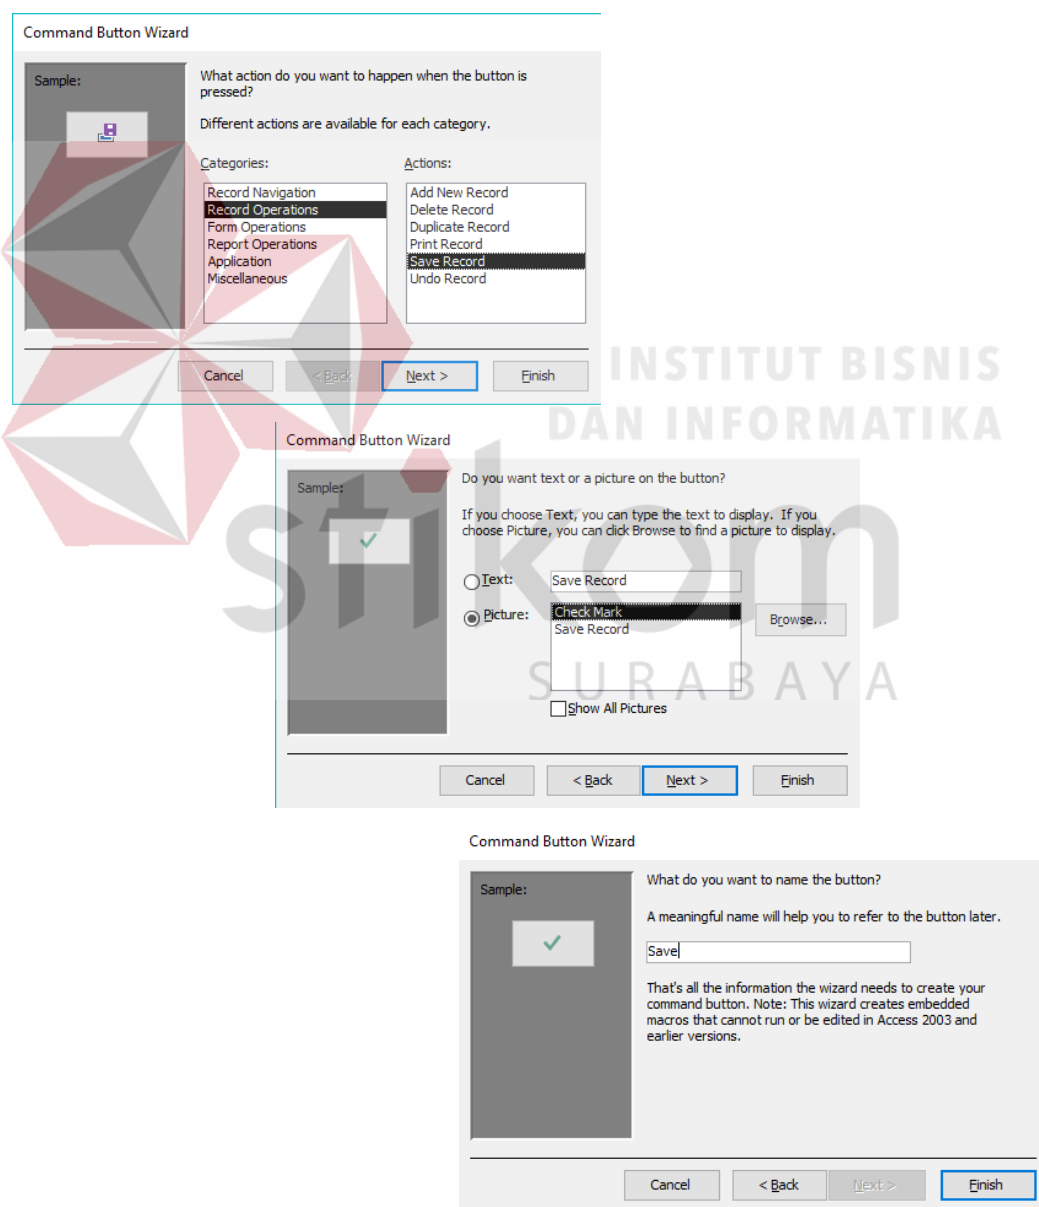 Command Button Wizard
Sample:
What action do you want to happen when the button is
pressed?
Different actions are available for each category.
Categories:
Actions:
Record Navigation
Record Operations
Form Operations
Report Operations
Application
Miscellaneous
Add New Record
Delete Record
Duplicate Record
Print Record
Save Record
Undo Record
Cancel
< Back
Next >
Finish
INSTITUT BISNIS
DAN INFORMATIKA
stikom
SURABAYA
Command Button Wizard
Sample:
Do you want text or a picture on the button?
If you choose Text, you can type the text to display. If you
choose Picture, you can click Browse to find a picture to display.
Text:
Save Record
Picture:
Check Mark
Save Record
Browse...
Show All Pictures
Cancel
< Back
Next >
Finish
Command Button Wizard
Sample:
What do you want to name the button?
A meaningful name will help you to refer to the button later.
Save
That's all the information the wizard needs to create your
command button. Note: This wizard creates embedded
macros that cannot run or be edited in Access 2003 and
earlier versions.
Cancel
< Back
Next >
Finish